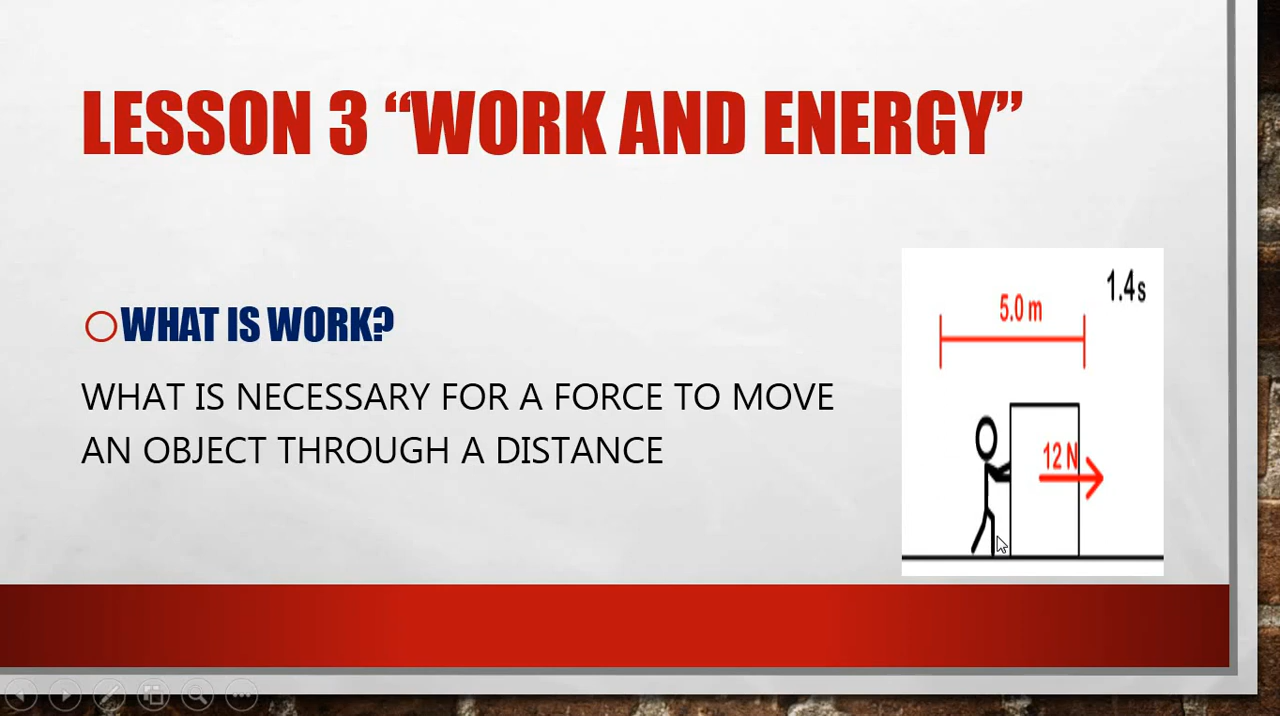 LESSON 3 “WORK AND ENERGY”
WHAT IS WORK?
WHAT IS NECESSARY FOR A FORCE TO MOVE
AN OBJECT THROUGH A DISTANCE
1.4s
5.0 m
12 N